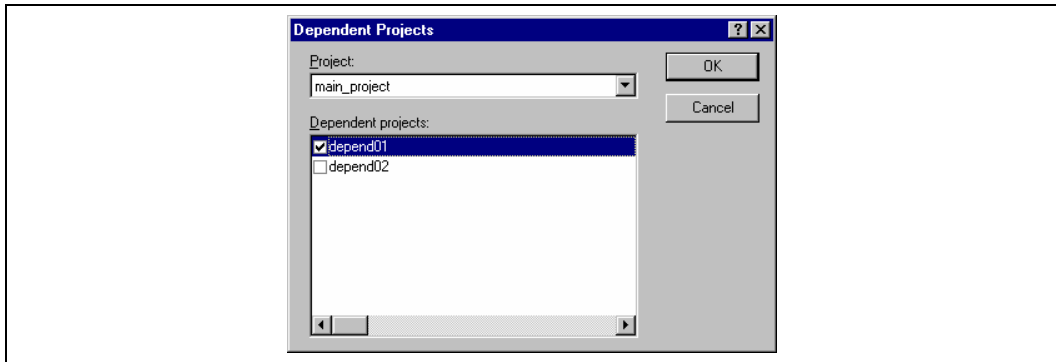 Dependent Projects
Project:
main_project
OK
Cancel
Dependent projects:
depend01
depend02